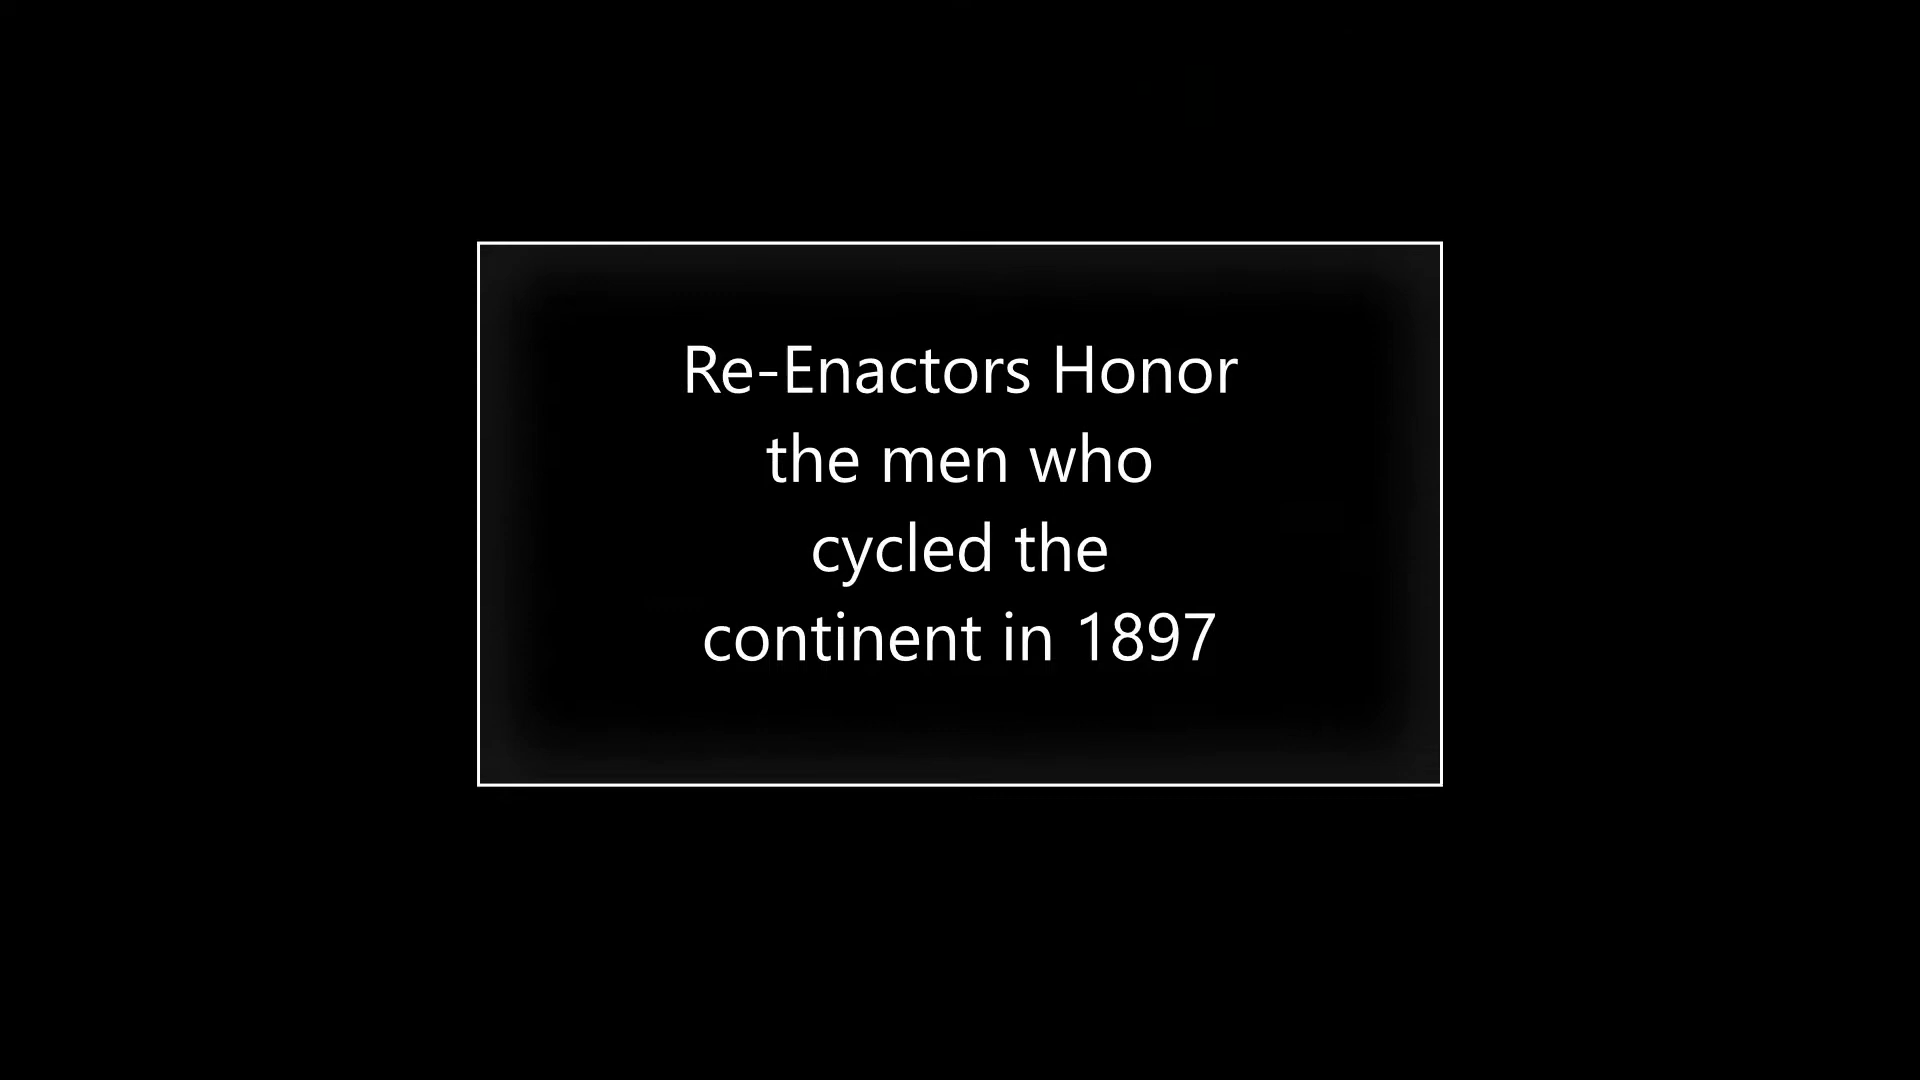 Re-Enactors Honor
the men who
cycled the
continent in 1897